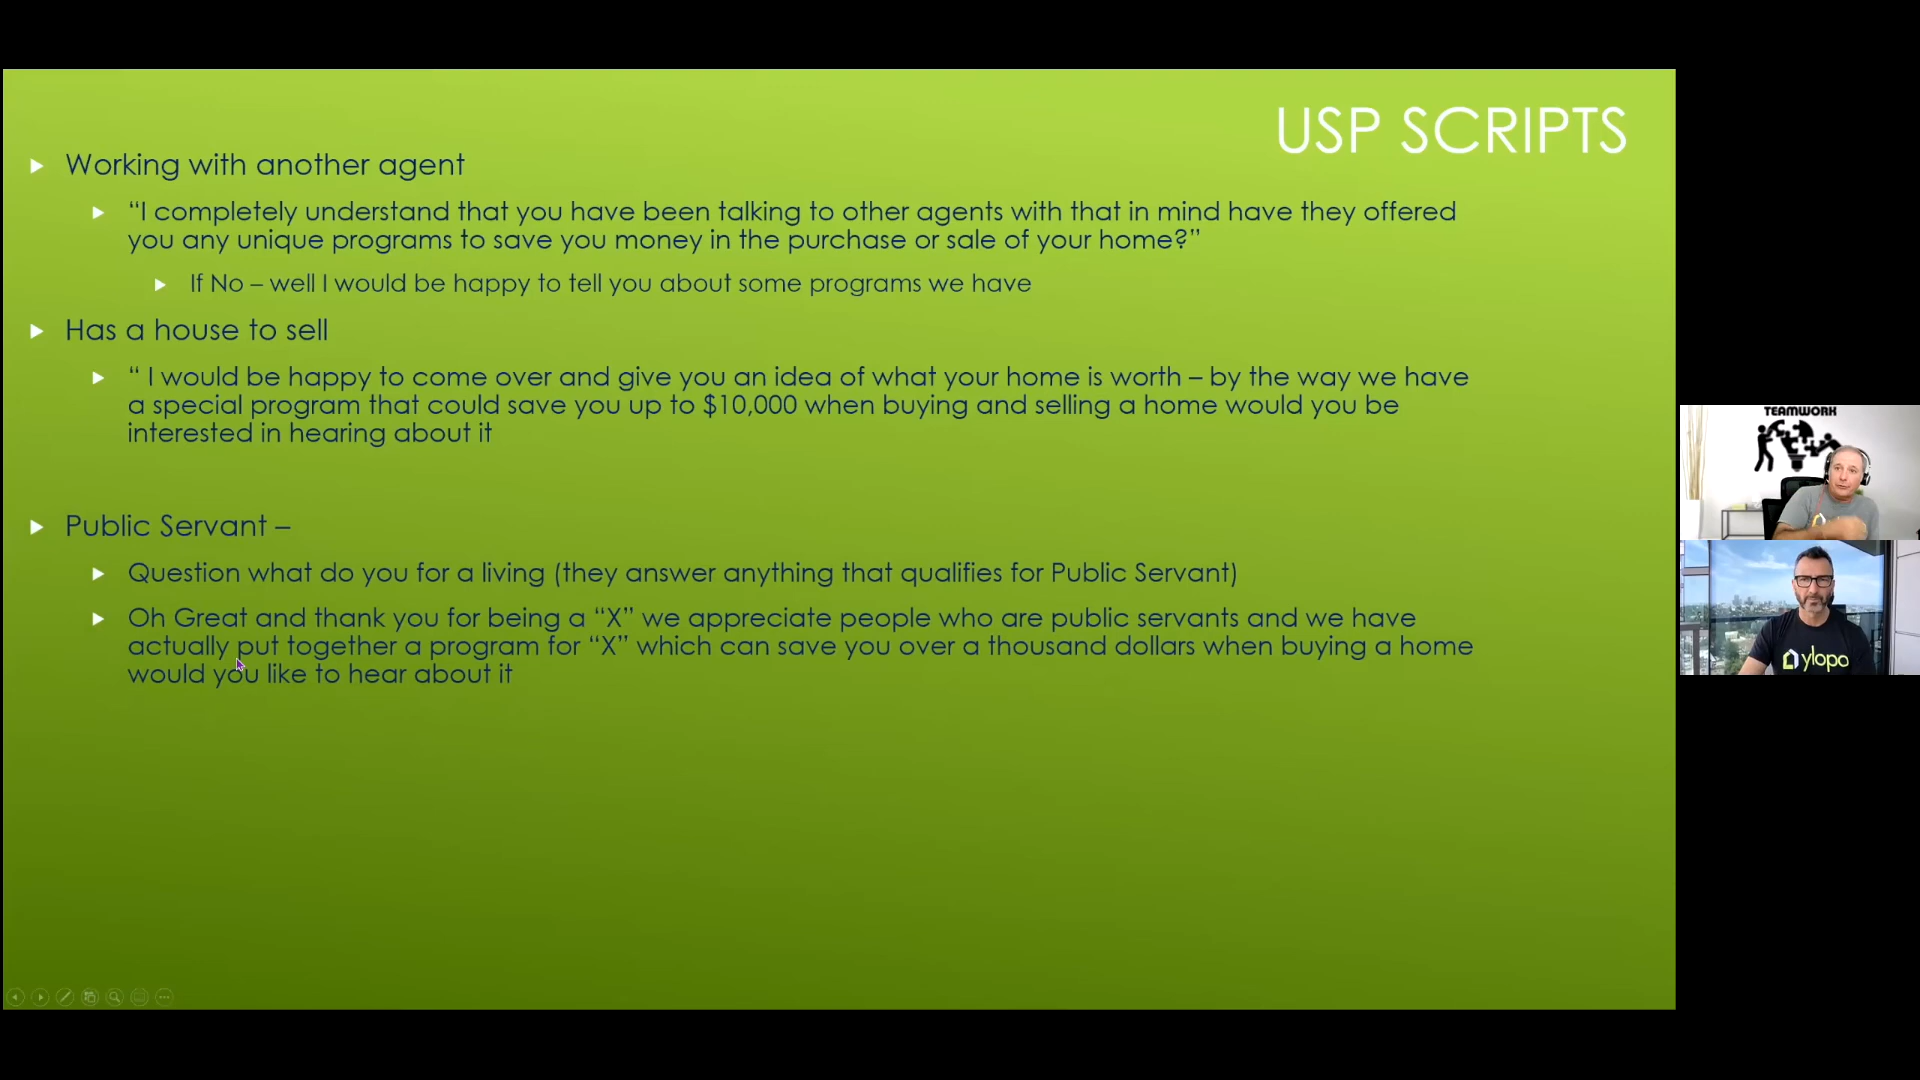 USP SCRIPTS
Working with another agent
“I completely understand that you have been talking to other agents with that in mind have they offered
you any unique programs to save you money in the purchase or sale of your home?”
If No – well I would be happy to tell you about some programs we have
Has a house to sell
“ I would be happy to come over and give you an idea of what your home is worth – by the way we have
a special program that could save you up to $10,000 when buying and selling a home would you be
interested in hearing about it
Public Servant –
Question what do you for a living (they answer anything that qualifies for Public Servant)
Oh Great and thank you for being a “X” we appreciate people who are public servants and we have
actually put together a program for “X” which can save you over a thousand dollars when buying a home
would you like to hear about it
TEAMWORK
ylopo